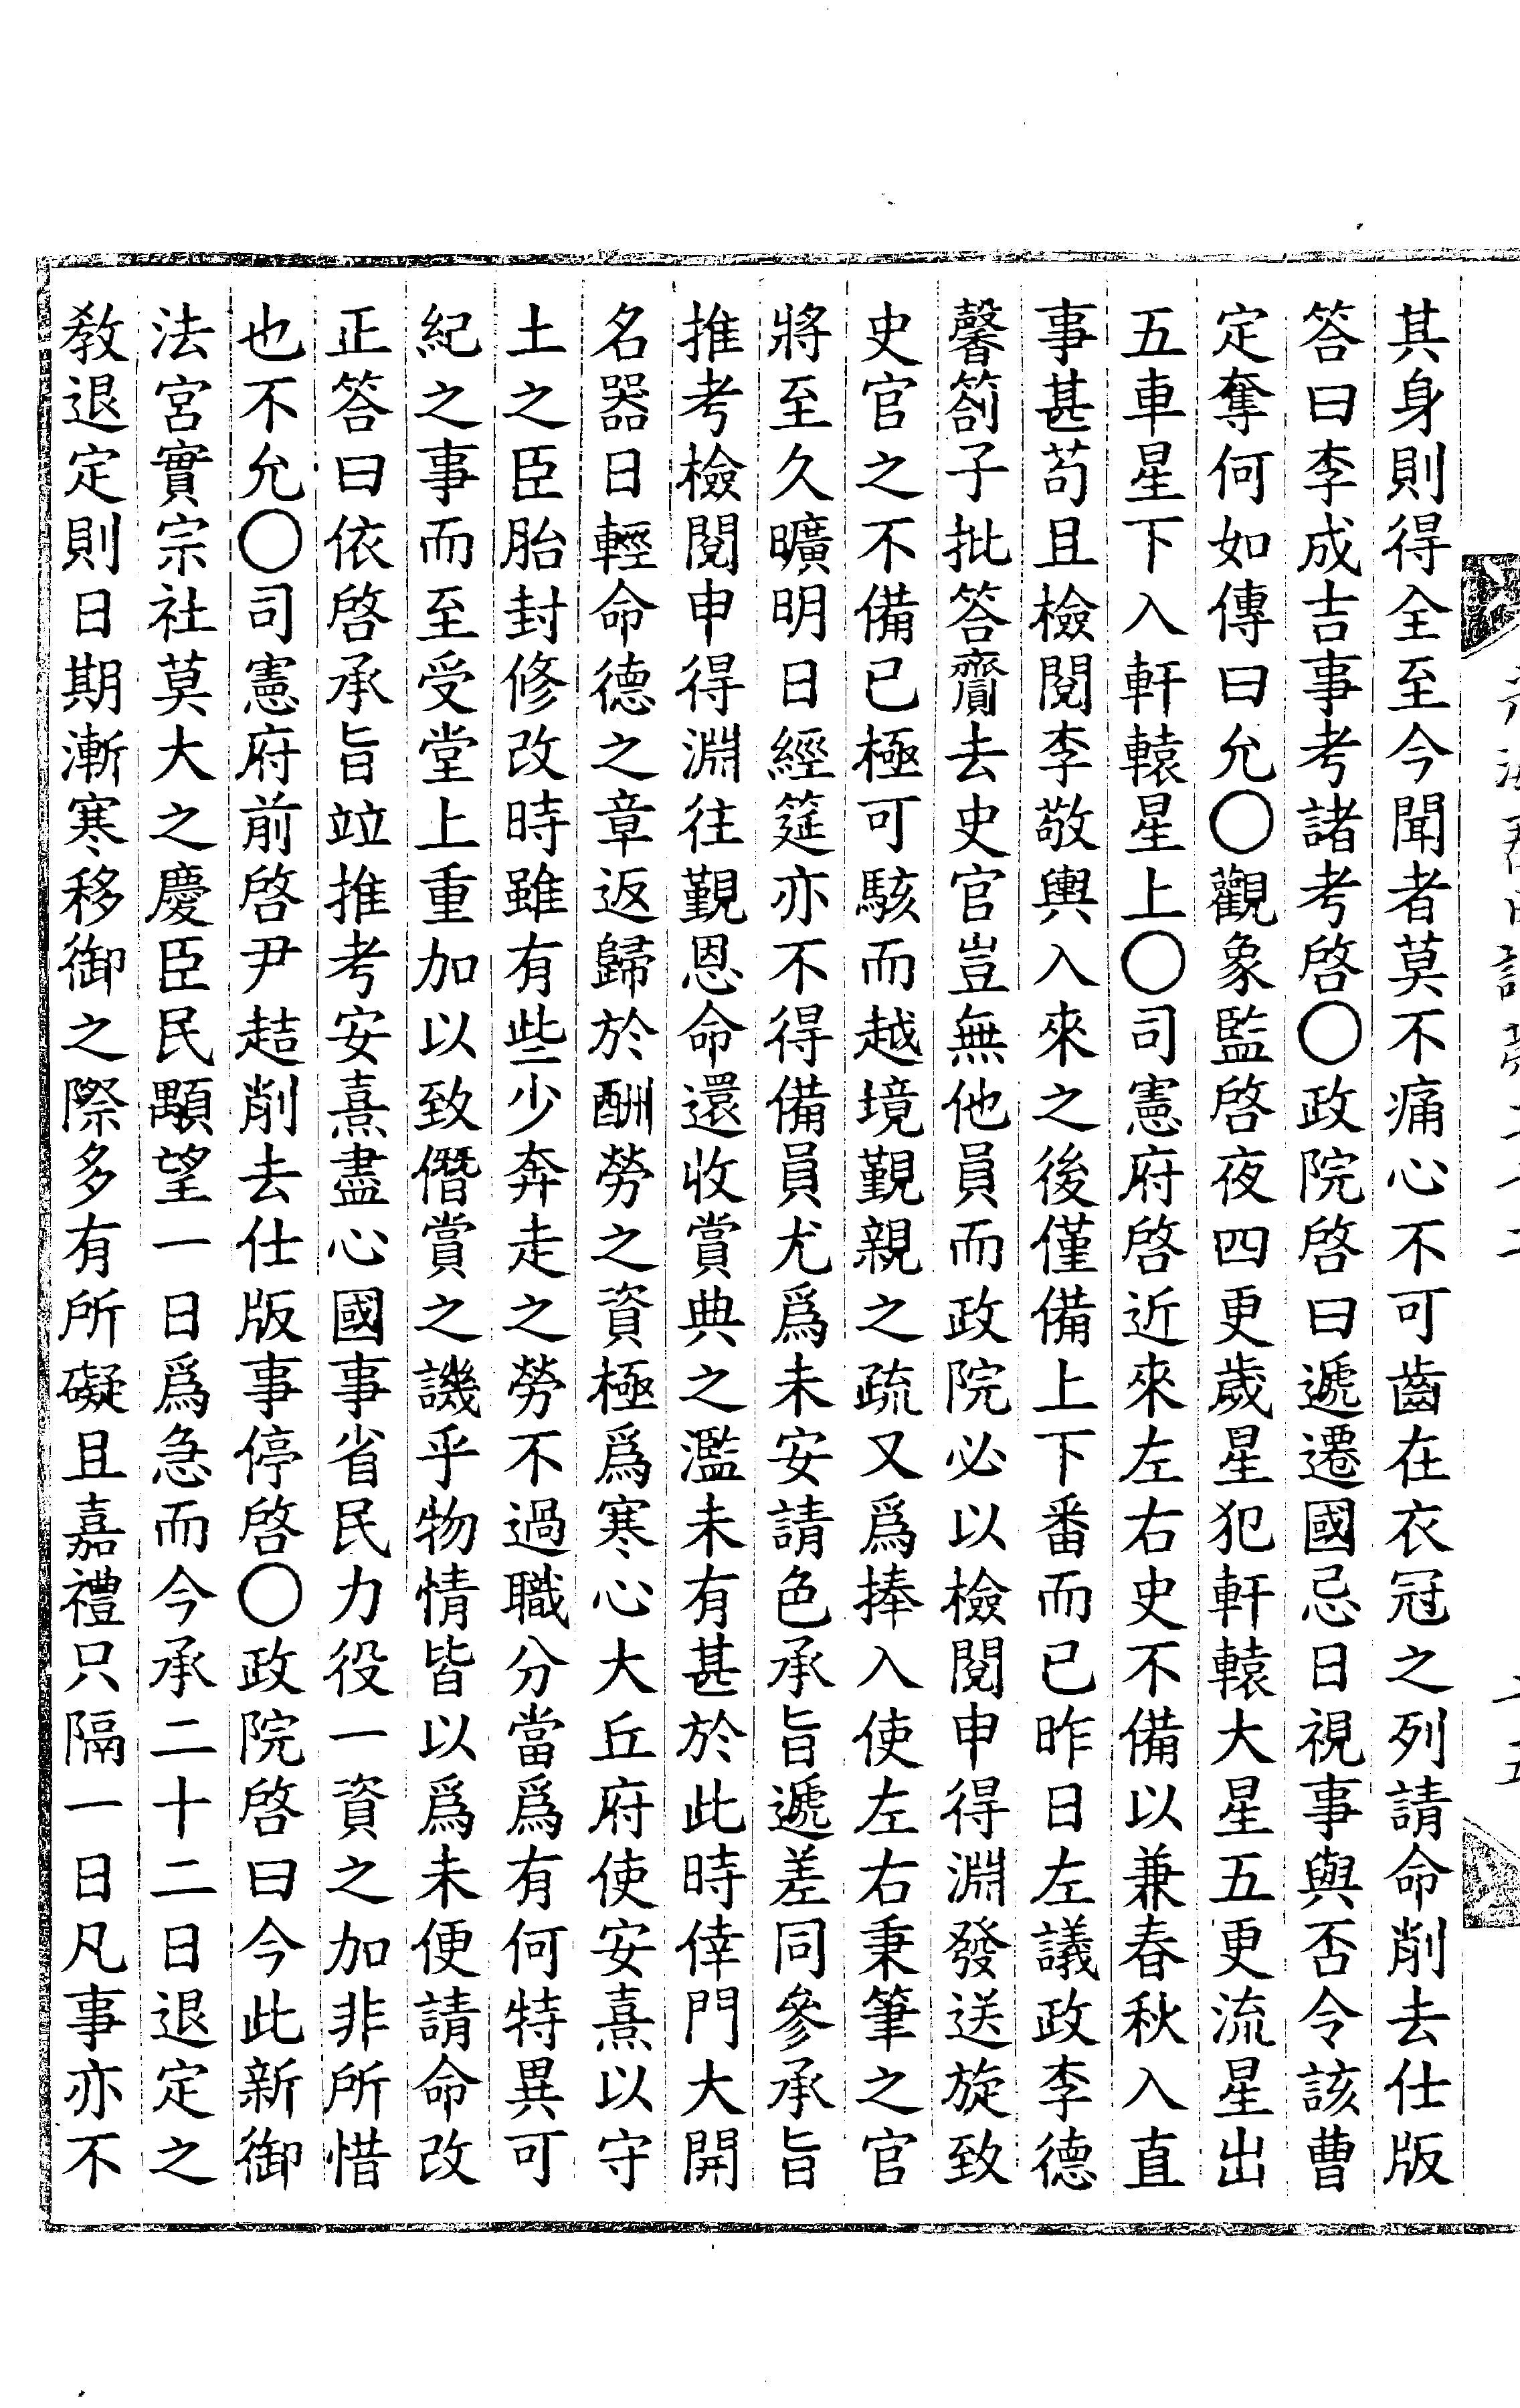 其身則得全至今聞者莫不痛心不可齒在衣冠之列請命削去仕版
答曰李成吉事考諸考啓〇政院啓曰遞遷國忌日視事與否令該曹
定奪何如傳曰允〇觀象監啓夜四更歲星犯軒轅大星五更流星出
五車星下入軒轅星上〇司憲府啓近來左右史不備以兼春秋入直
事甚苟且檢閱李敬輿入來之後僅備上下番而已昨日左議政李德
馨箚子批答齎去史官豈無他員而政院必以檢閱申得淵發送旋致
史官之不備已極可駭而越境覲親之疏又爲捧入使左右秉筆之官
將至久曠明日經筵亦不得備員尤爲未安請色承旨遞差同參承旨
推考檢閱申得淵往覲恩命還收賞典之濫未有甚於此時倖門大開
名器日輕命德之章返歸於酬勞之資極爲寒心大丘府使安熹以守
土之臣胎封修改時雖有些少奔走之勞不過職分當爲有何特異可
紀之事而至受堂上重加以致僭賞之譏乎物情皆以爲未便請命改
正答曰依啓承旨竝推考安熹盡心國事省民力役一資之加非所惜
也不允〇司憲府前啓尹趌削去仕版事停啓〇政院啓曰今此新御
法宮實宗社莫大之慶臣民顒望一日爲急而今承二十二日退定之
敎退定則日期漸寒移御之際多有所礙且嘉禮只隔一日凡事亦不